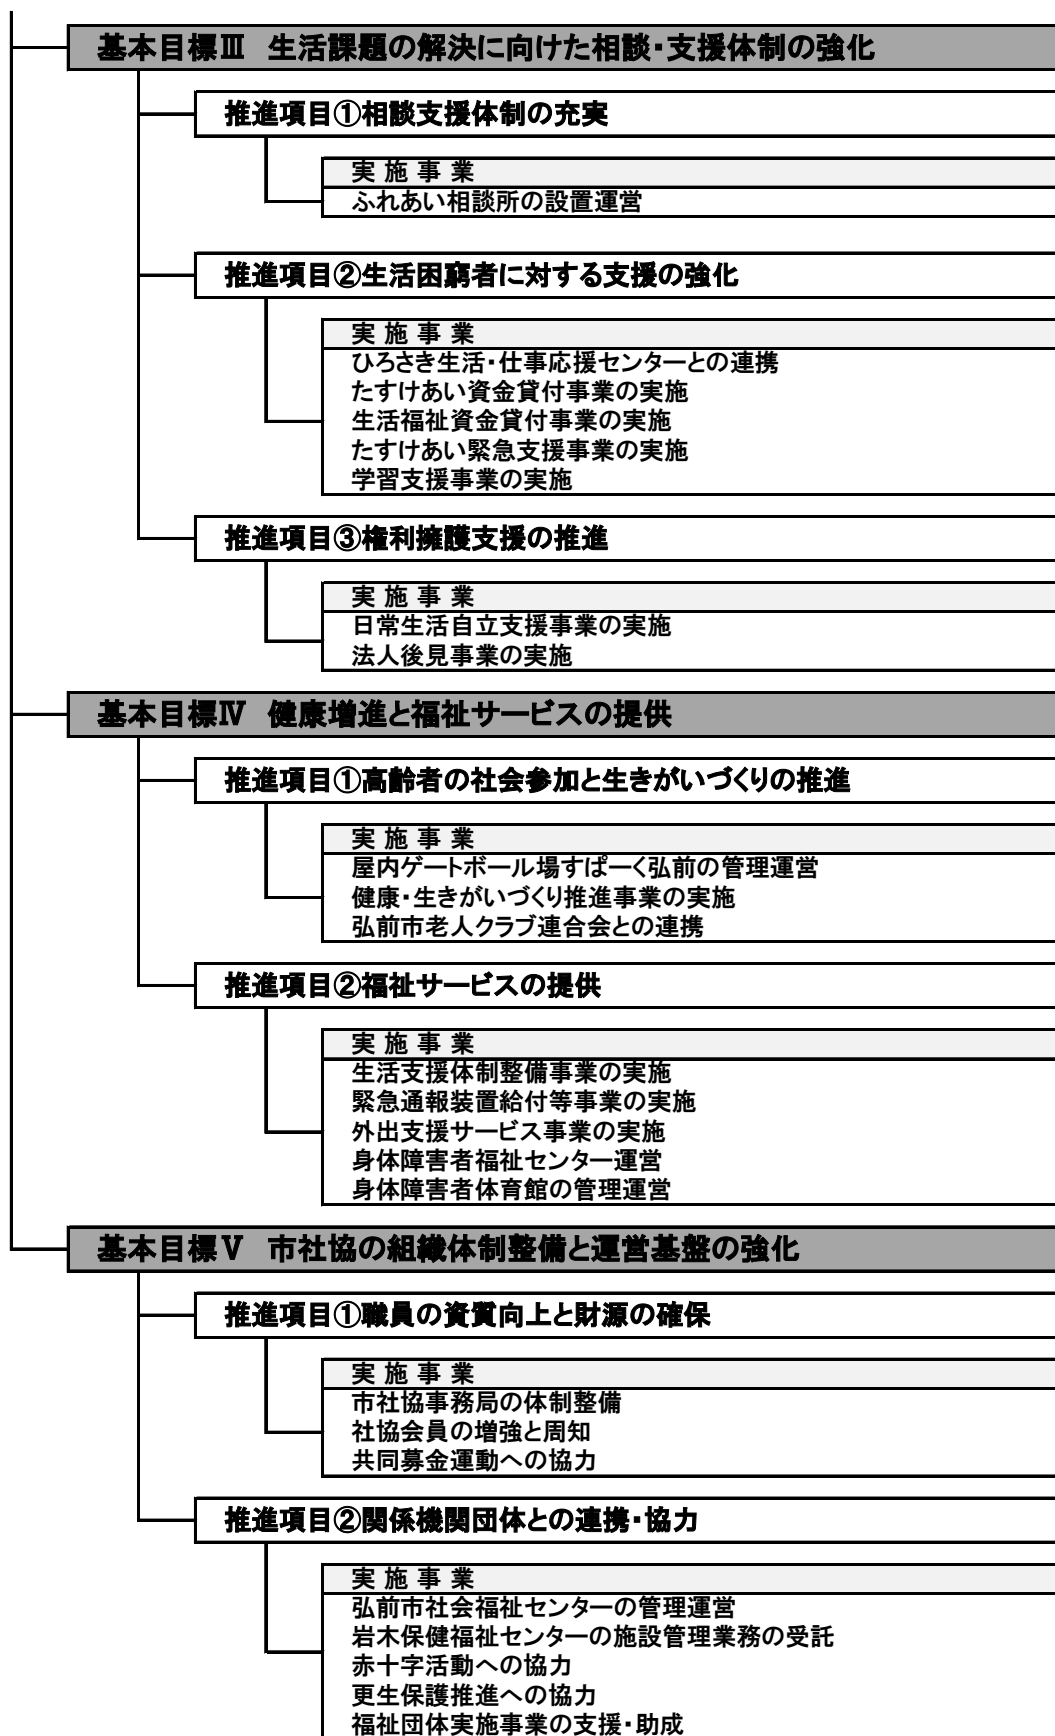 基本目標Ⅲ　生活課題の解決に向けた相談・支援体制の強化
推進項目①相談支援体制の充実
実 施 事 業
ふれあい相談所の設置運営
推進項目②生活困窮者に対する支援の強化
実 施 事 業
ひろさき生活・仕事応援センターとの連携
たすけあい資金貸付事業の実施
生活福祉資金貸付事業の実施
たすけあい緊急支援事業の実施
学習支援事業の実施
推進項目③権利擁護支援の推進
実 施 事 業
日常生活自立支援事業の実施
法人後見事業の実施
基本目標Ⅳ　健康増進と福祉サービスの提供
推進項目①高齢者の社会参加と生きがいづくりの推進
実 施 事 業
屋内ゲートボール場すぱーく弘前の管理運営
健康・生きがいづくり推進事業の実施
弘前市老人クラブ連合会との連携
推進項目②福祉サービスの提供
実 施 事 業
生活支援体制整備事業の実施
緊急通報装置給付等事業の実施
外出支援サービス事業の実施
身体障害者福祉センター運営
身体障害者体育館の管理運営
基本目標Ⅴ　市社協の組織体制整備と運営基盤の強化
推進項目①職員の資質向上と財源の確保
実 施 事 業
市社協事務局の体制整備
社協会員の増強と周知
共同募金運動への協力
推進項目②関係機関団体との連携・協力
実 施 事 業
弘前市社会福祉センターの管理運営
岩木保健福祉センターの施設管理業務の受託
赤十字活動への協力
更生保護推進への協力
福祉団体実施事業の支援・助成